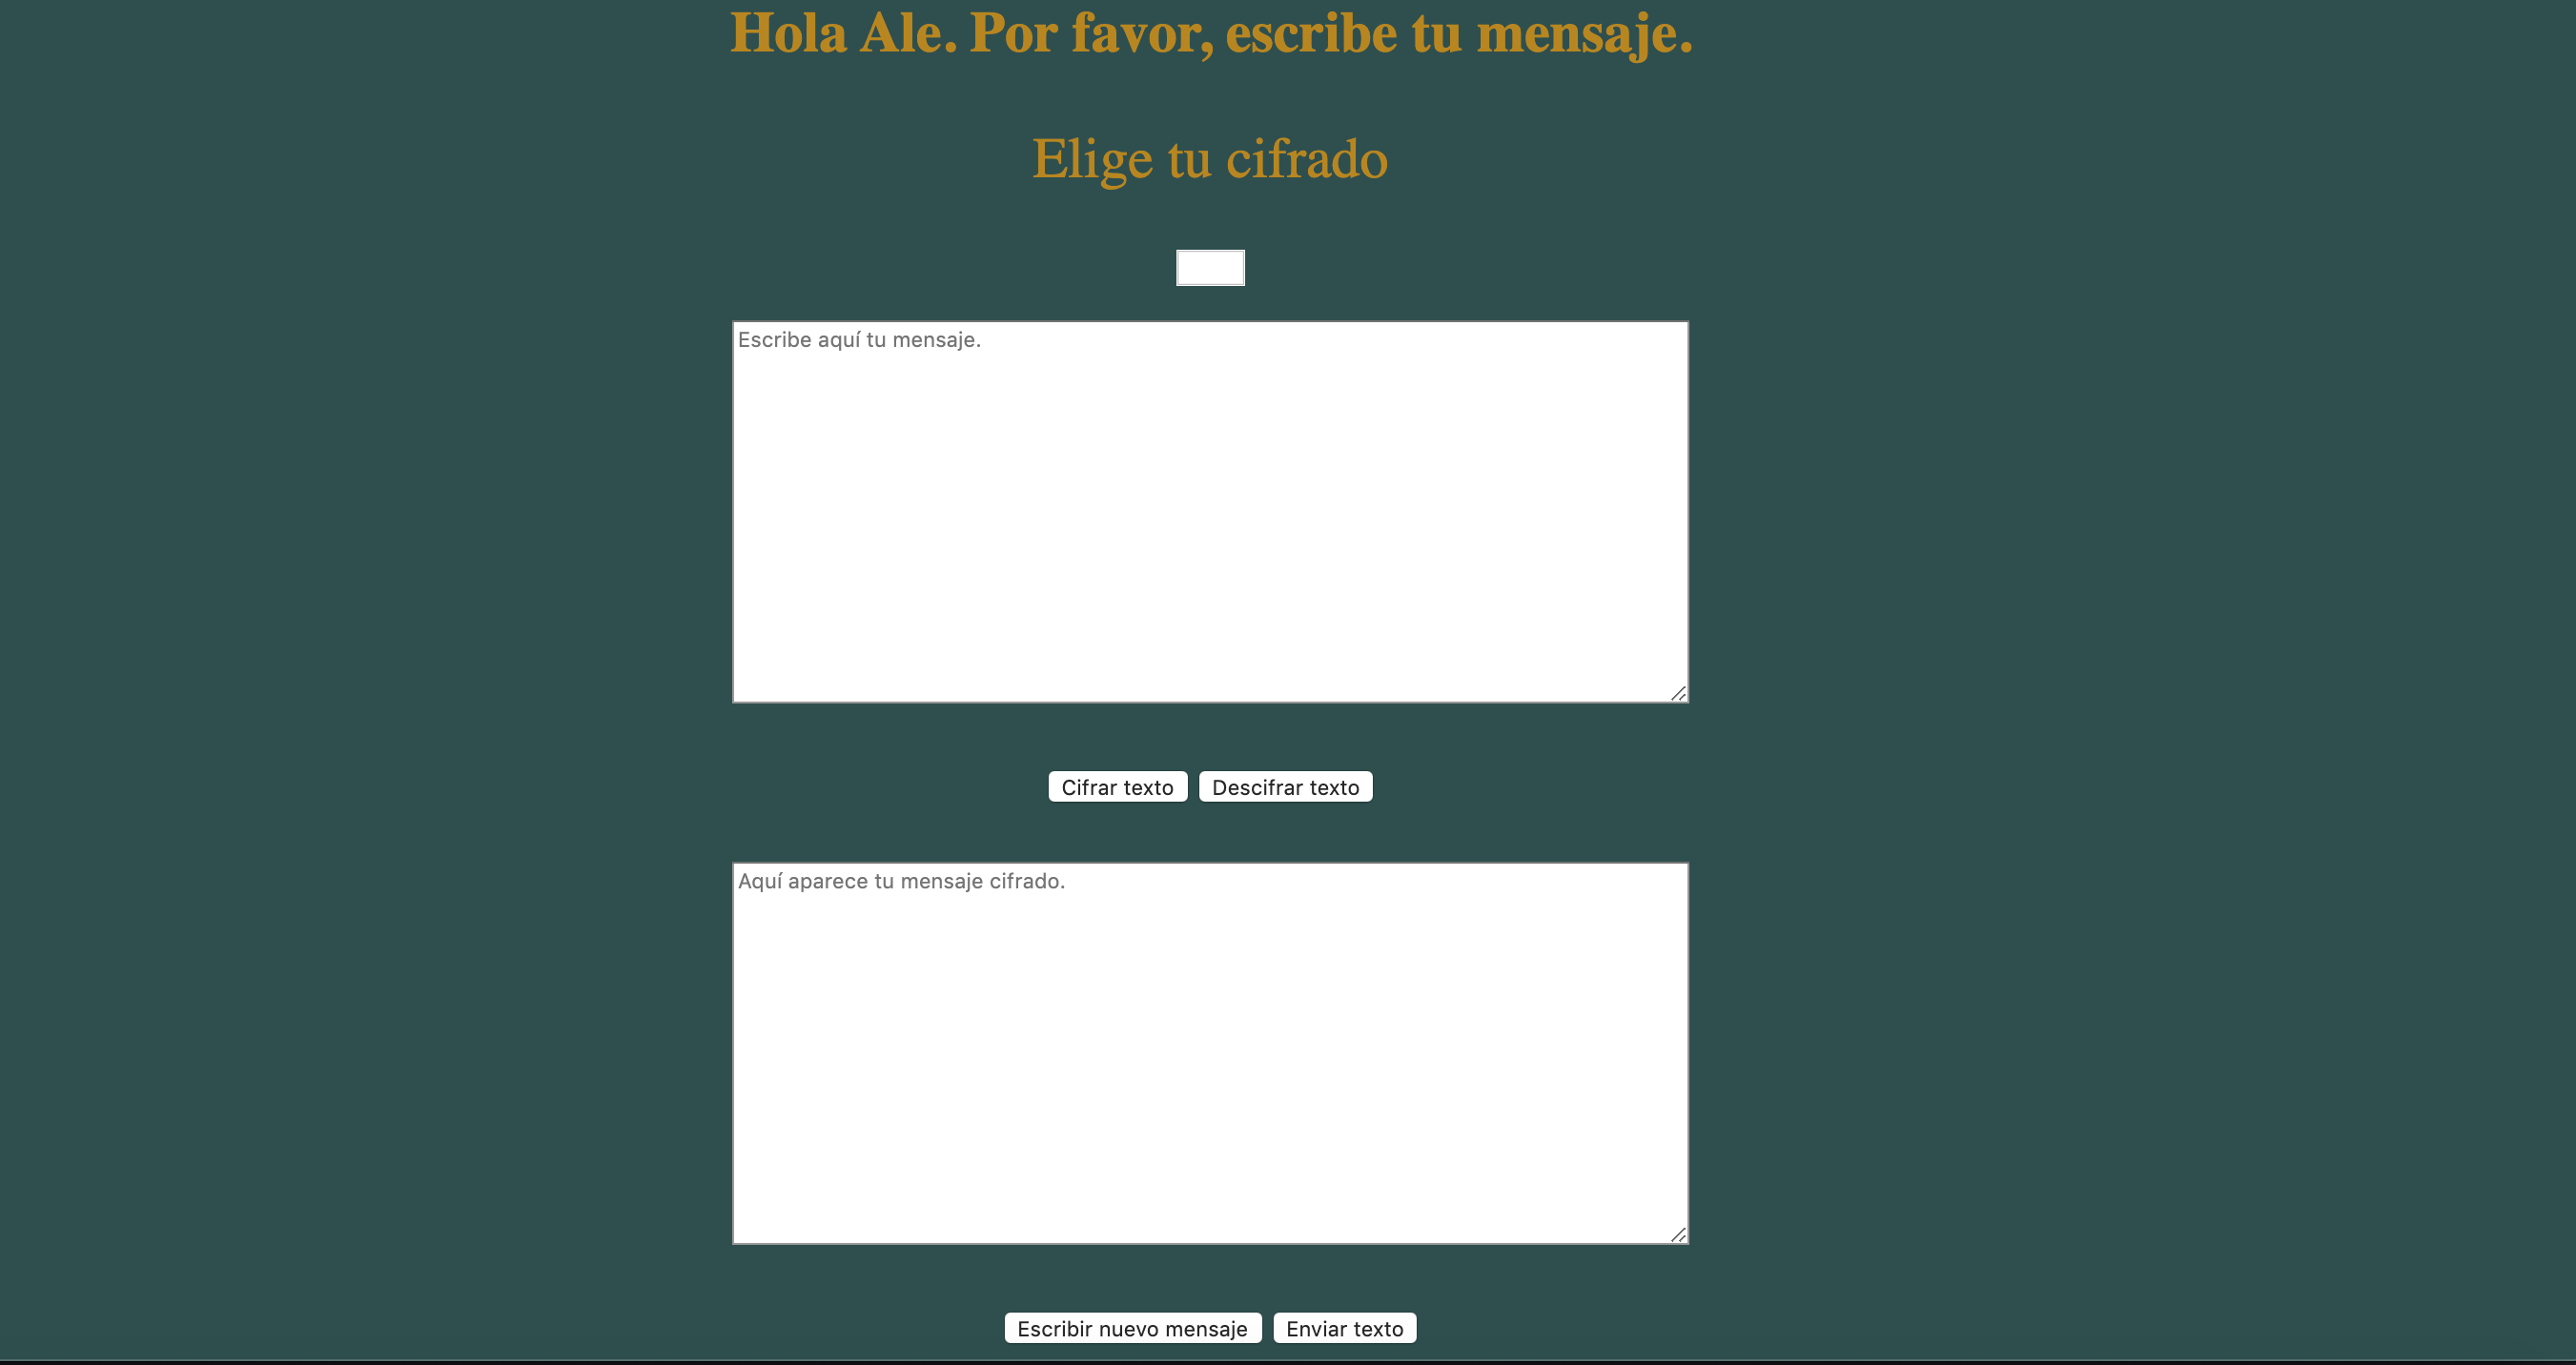 Hola Ale. Por favor, escribe tu mensaje.
Elige tu cifrado
Escribe aquí tu mensaje.
Cifrar texto Descifrar texto
Aquí aparece tu mensaje cifrado.
Escribir nuevo mensaje Enviar texto